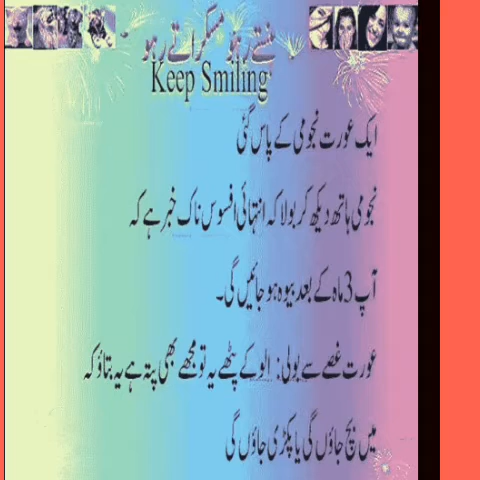 ہنستے رہو مسکراتے رہو
Keep Smiling
ایک عورت نجومی کے پاس گئی
نجومی ہاتھ دیکھ کر بولا کہ انتہائی افسوس ناک خبر ہے کہ
آپ 3 ماہ کے بعد بیوہ ہو جائیں گی۔
عورت غصے سے بولی: الو کے پٹھے یہ تو مجھے بھی پتہ ہے یہ بتاؤ کہ
میں بچ جاؤں گی یا پکڑی جاؤں گی